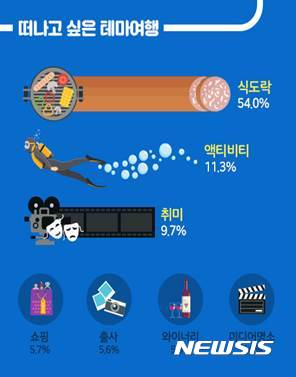 떠나고 싶은 테마여행
식도락
54.0%
액티비티
11.3%
취미
9.7%
쇼핑 출사 와이너리 미디어명소
5.7% 5.6%
NEWSIS